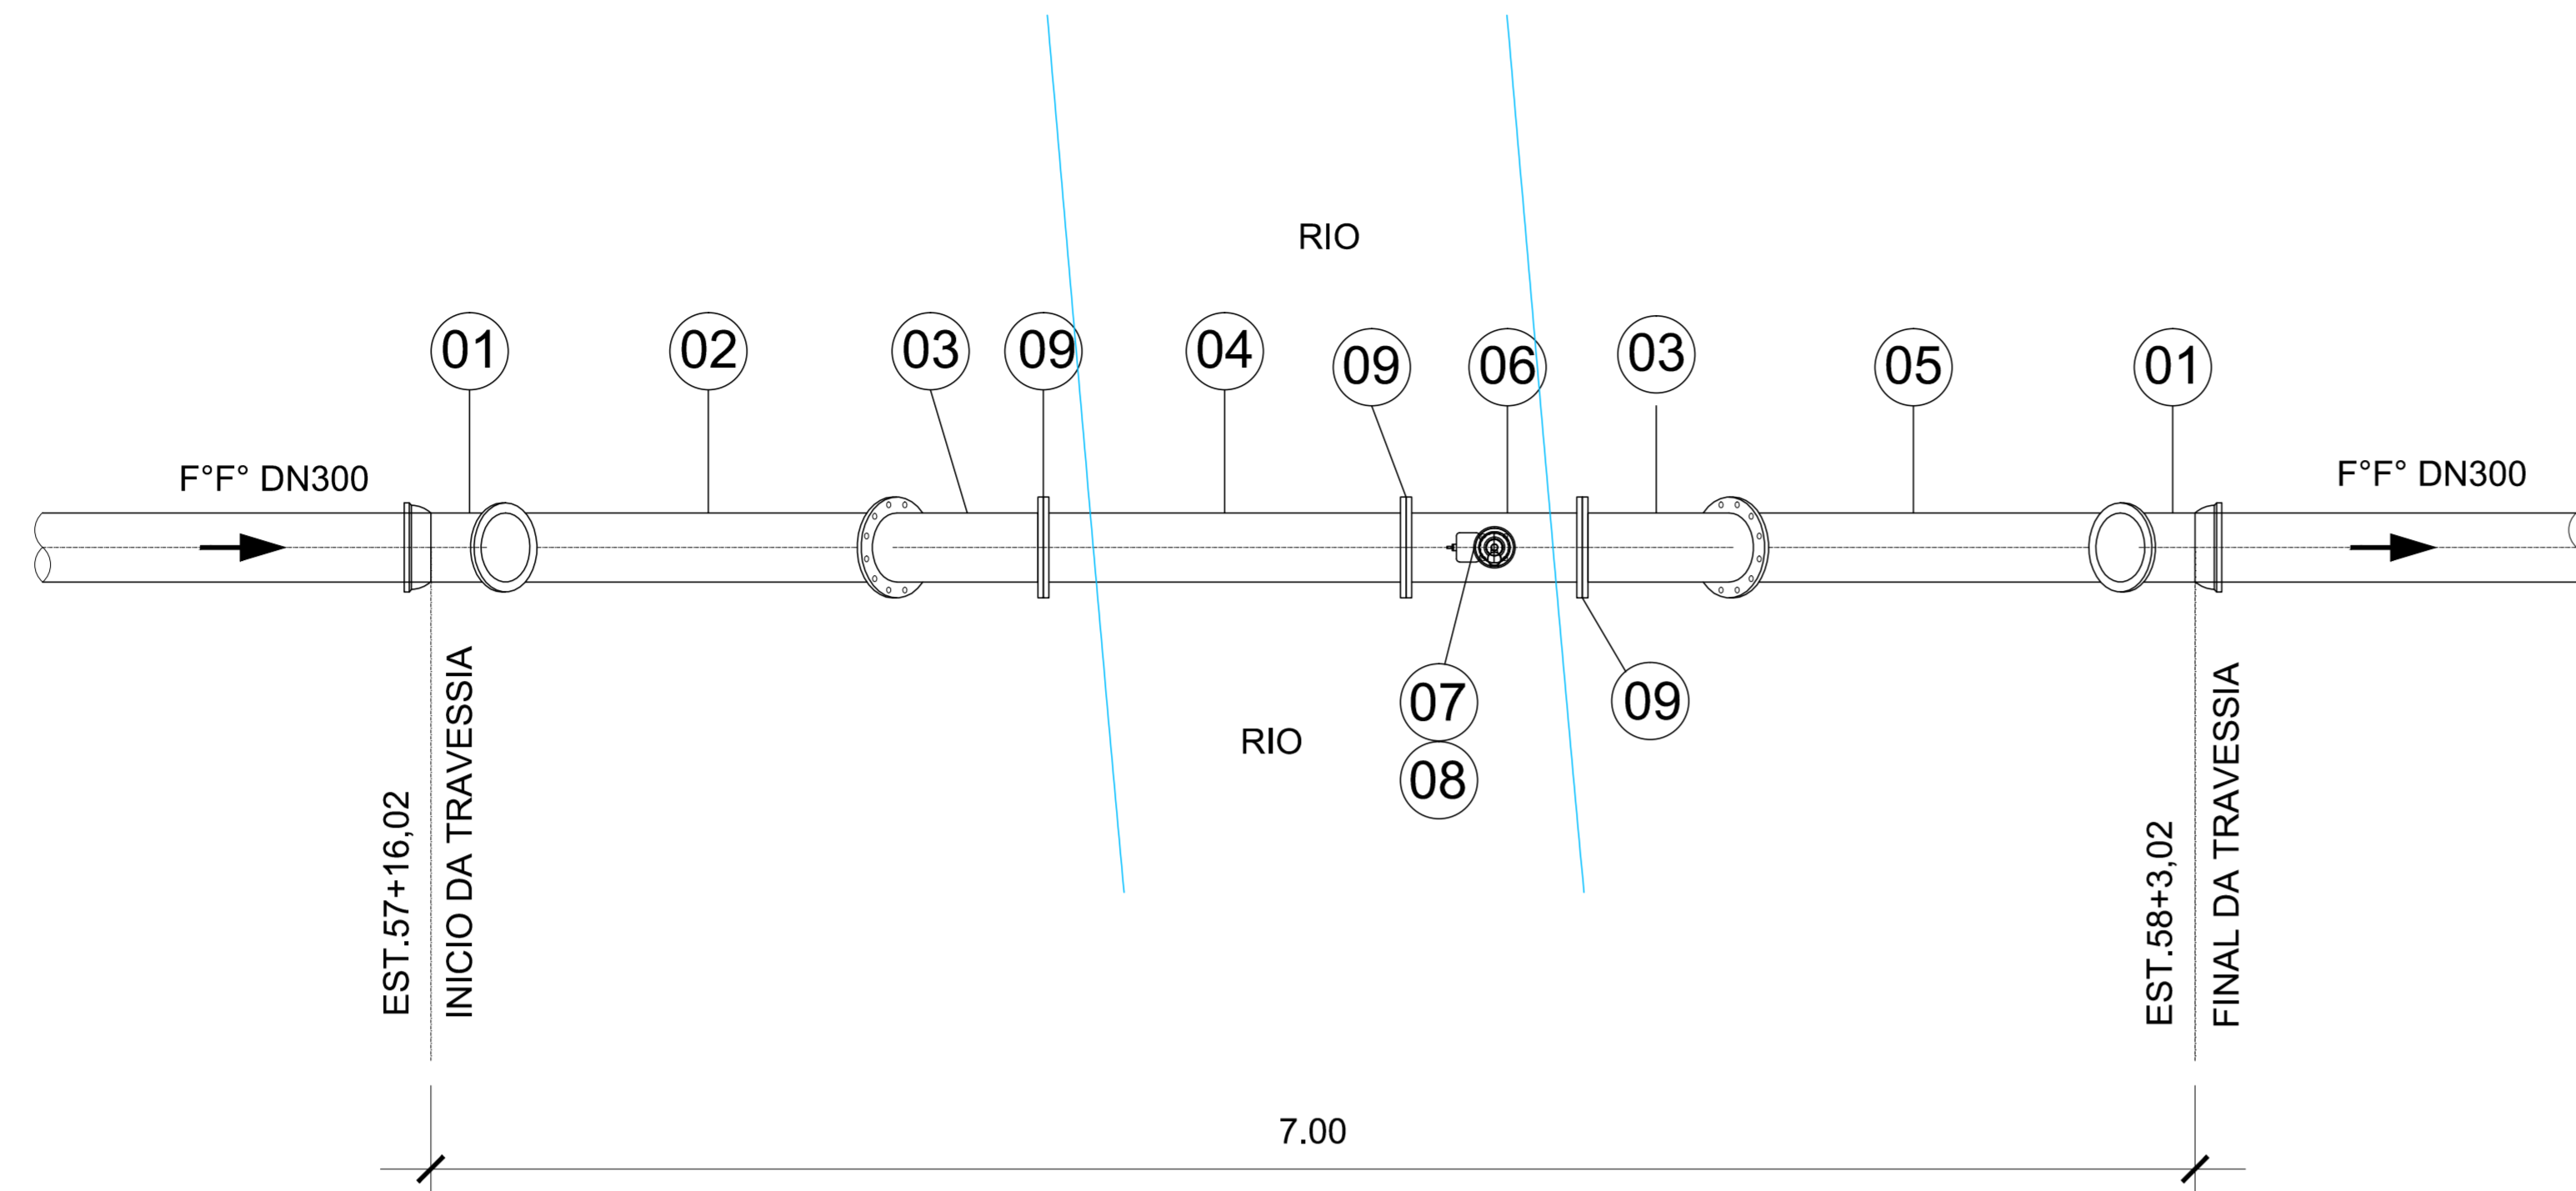 RIO
01
02
03
09
04
09
06
03
05
01
F°F° DN300
F°F° DN300
07
08
09
RIO
EST.57+16,02
INICIO DA TRAVESSIA
EST.58+3,02
FINAL DA TRAVESSIA
7.00